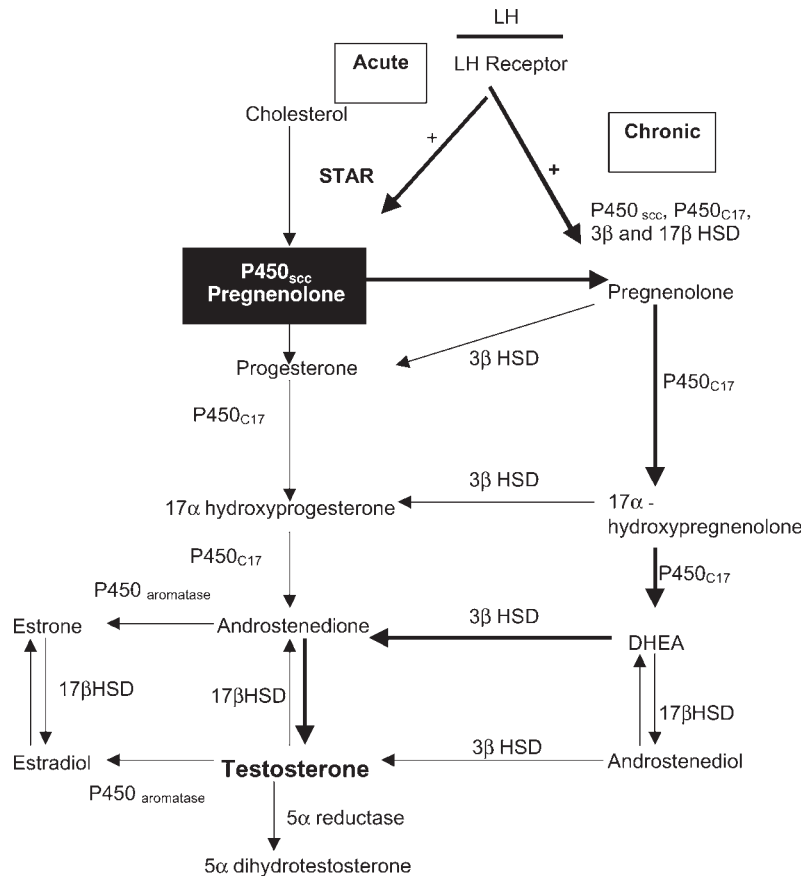 LH
Acute
LH Receptor
Cholesterol
Chronic
+
+
STAR
P450 scc, P450C17,
3β and 17β HSD
P450scc
Pregnenolone
Pregnenolone
3β HSD
Progesterone
P450C17
P450C17
3β HSD
17α hydroxyprogesterone
17α -
hydroxypregnenolone
P450C17
P450C17
P450 aromatase
3β HSD
Estrone
Androstenedione
DHEA
17βHSD
17βHSD
17βHSD
3β HSD
Estradiol
Testosterone
Androstenediol
P450 aromatase
5α reductase
5α dihydrotestosterone